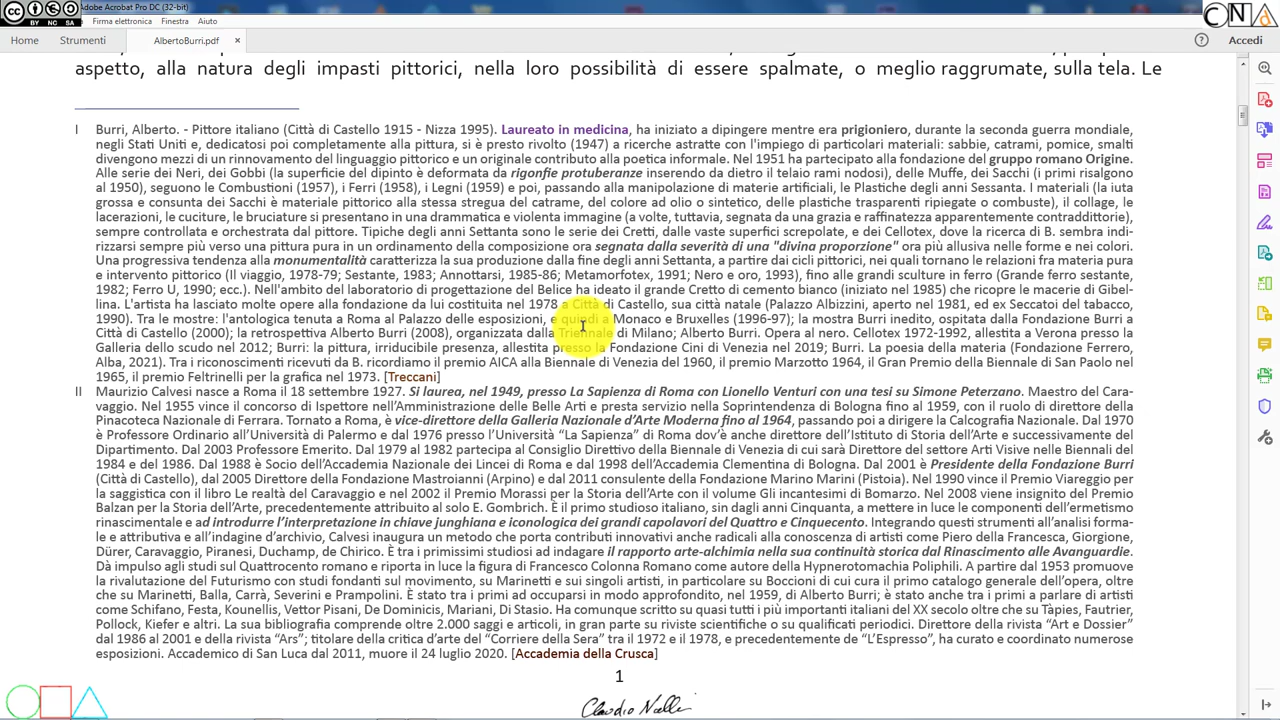 Adobe Acrobat Pro DC (32-bit)
Firma elettronica Finestra Aiuto
BY NC SA
CNA
Home Strumenti AlbertoBurri.pdf × Accedi
aspetto, alla natura degli impasti pittorici, nella loro possibilità di essere spalmate, o meglio raggrumate, sulla tela. Le
I Burri, Alberto. - Pittore italiano (Città di Castello 1915 - Nizza 1995). Laureato in medicina, ha iniziato a dipingere mentre era prigioniero, durante la seconda guerra mondiale,
negli Stati Uniti e, dedicatosi poi completamente alla pittura, si è presto rivolto (1947) a ricerche astratte con l'impiego di particolari materiali: sabbie, catrami, pomice, smalti
divengono mezzi di un rinnovamento del linguaggio pittorico e un originale contributo alla poetica informale. Nel 1951 ha partecipato alla fondazione del gruppo romano Origine.
Alle serie dei Neri, dei Gobbi (la superficie del dipinto è deformata da rigonfie protuberanze inserendo da dietro il telaio rami nodosi), delle Muffe, dei Sacchi (i primi risalgono
al 1950), seguono le Combustioni (1957), i Ferri (1958), i Legni (1959) e poi, passando alla manipolazione di materie artificiali, le Plastiche degli anni Sessanta. I materiali (la iuta
grossa e consunta dei Sacchi è materiale pittorico alla stessa stregua del catrame, del colore ad olio o sintetico, delle plastiche trasparenti ripiegate o combuste), il collage, le
lacerazioni, le cuciture, le bruciature si presentano in una drammatica e violenta immagine (a volte, tuttavia, segnata da una grazia e raffinatezza apparentemente contraddittorie),
sempre controllata e orchestrata dal pittore. Tipiche degli anni Settanta sono le serie dei Cretti, dalle vaste superfici screpolate, e dei Cellotex, dove la ricerca di B. sembra indi-
rizzarsi sempre più verso una pittura pura in un ordinamento della composizione ora segnata dalla severità di una "divina proporzione" ora più allusiva nelle forme e nei colori.
Una progressiva tendenza alla monumentalità caratterizza la sua produzione dalla fine degli anni Settanta, a partire dai cicli pittorici, nei quali tornano le relazioni fra materia pura
e intervento pittorico (Il viaggio, 1978-79; Sestante, 1983; Annottarsi, 1985-86; Metamorfotex, 1991; Nero e oro, 1993), fino alle grandi sculture in ferro (Grande ferro sestante,
1982; Ferro U, 1990; ecc.). Nell'ambito del laboratorio di progettazione del Belice ha ideato il grande Cretto di cemento bianco (iniziato nel 1985) che ricopre le macerie di Gibel-
lina. L'artista ha lasciato molte opere alla fondazione da lui costituita nel 1978 a Città di Castello, sua città natale (Palazzo Albizzini, aperto nel 1981, ed ex Seccatoi del tabacco,
1990). Tra le mostre: l'antologica tenuta a Roma al Palazzo delle esposizioni, e quindi a Monaco e Bruxelles (1996-97); la mostra Burri inedito, ospitata dalla Fondazione Burri a
Città di Castello (2000); la retrospettiva Alberto Burri (2008), organizzata dalla Triennale di Milano; Alberto Burri. Opera al nero. Cellotex 1972-1992, allestita a Verona presso la
Galleria dello scudo nel 2012; Burri: la pittura, irriducibile presenza, allestita presso la Fondazione Cini di Venezia nel 2019; Burri. La poesia della materia (Fondazione Ferrero,
Alba, 2021). Tra i riconoscimenti ricevuti da B. ricordiamo il premio AICA alla Biennale di Venezia del 1960, il premio Marzotto 1964, il Gran Premio della Biennale di San Paolo nel
1965, il premio Feltrinelli per la grafica nel 1973. [Treccani]
II Maurizio Calvesi nasce a Roma il 18 settembre 1927. Si laurea, nel 1949, presso La Sapienza di Roma con Lionello Venturi con una tesi su Simone Peterzano. Maestro del Cara-
vaggio. Nel 1955 vince il concorso di Ispettore nell'Amministrazione delle Belle Arti e presta servizio nella Soprintendenza di Bologna fino al 1959, con il ruolo di direttore della
Pinacoteca Nazionale di Ferrara. Tornato a Roma, è vice-direttore della Galleria Nazionale d'Arte Moderna fino al 1964, passando poi a dirigere la Calcografia Nazionale. Dal 1970
è Professore Ordinario all'Università di Palermo e dal 1976 presso l'Università “La Sapienza” di Roma dov'è anche direttore dell'Istituto di Storia dell'Arte e successivamente del
Dipartimento. Dal 2003 Professore Emerito. Dal 1979 al 1982 partecipa al Consiglio Direttivo della Biennale di Venezia di cui sarà Direttore del settore Arti Visive nelle Biennali del
1984 e del 1986. Dal 1988 è Socio dell'Accademia Nazionale dei Lincei di Roma e dal 1998 dell'Accademia Clementina di Bologna. Dal 2001 è Presidente della Fondazione Burri
(Città di Castello), dal 2005 Direttore della Fondazione Mastroianni (Arpino) e dal 2011 consulente della Fondazione Marino Marini (Pistoia). Nel 1990 vince il Premio Viareggio per
la saggistica con il libro Le realtà del Caravaggio e nel 2002 il Premio Morassi per la Storia dell'Arte con il volume Gli incantesimi di Bomarzo. Nel 2008 viene insignito del Premio
Balzan per la Storia dell'Arte, precedentemente attribuito al solo E. Gombrich. È il primo studioso italiano, sin dagli anni Cinquanta, a mettere in luce le componenti dell'ermetismo
rinascimentale e ad introdurre l'interpretazione in chiave junghiana e iconologica dei grandi capolavori del Quattro e Cinquecento. Integrando questi strumenti all'analisi forma-
le e attributiva e all'indagine d'archivio, Calvesi inaugura un metodo che porta contributi innovativi anche radicali alla conoscenza di artisti come Piero della Francesca, Giorgione,
Dürer, Caravaggio, Piranesi, Duchamp, de Chirico. È tra i primissimi studiosi ad indagare il rapporto arte-alchimia nella sua continuità storica dal Rinascimento alle Avanguardie.
Dà impulso agli studi sul Quattrocento romano e riporta in luce la figura di Francesco Colonna Romano come autore della Hypnerotomachia Poliphili. A partire dal 1953 promuove
la rivalutazione del Futurismo con studi fondanti sul movimento, su Marinetti e sui singoli artisti, in particolare su Boccioni di cui cura il primo catalogo generale dell'opera, oltre
che su Marinetti, Balla, Carrà, Severini e Prampolini. È stato tra i primi ad occuparsi in modo approfondito, nel 1959, di Alberto Burri; è stato anche tra i primi a parlare di artisti
come Schifano, Festa, Kounellis, Vettor Pisani, De Dominicis, Mariani, Di Stasio. Ha comunque scritto su quasi tutti i più importanti italiani del XX secolo oltre che su Tàpies, Fautrier,
Pollock, Kiefer e altri. La sua bibliografia comprende oltre 2.000 saggi e articoli, in gran parte su riviste scientifiche o su qualificati periodici. Direttore della rivista “Art e Dossier”
dal 1986 al 2001 e della rivista “Ars”; titolare della critica d'arte del “Corriere della Sera” tra il 1972 e il 1978, e precedentemente de “L'Espresso”, ha curato e coordinato numerose
esposizioni. Accademico di San Luca dal 2011, muore il 24 luglio 2020. [Accademia della Crusca]
1